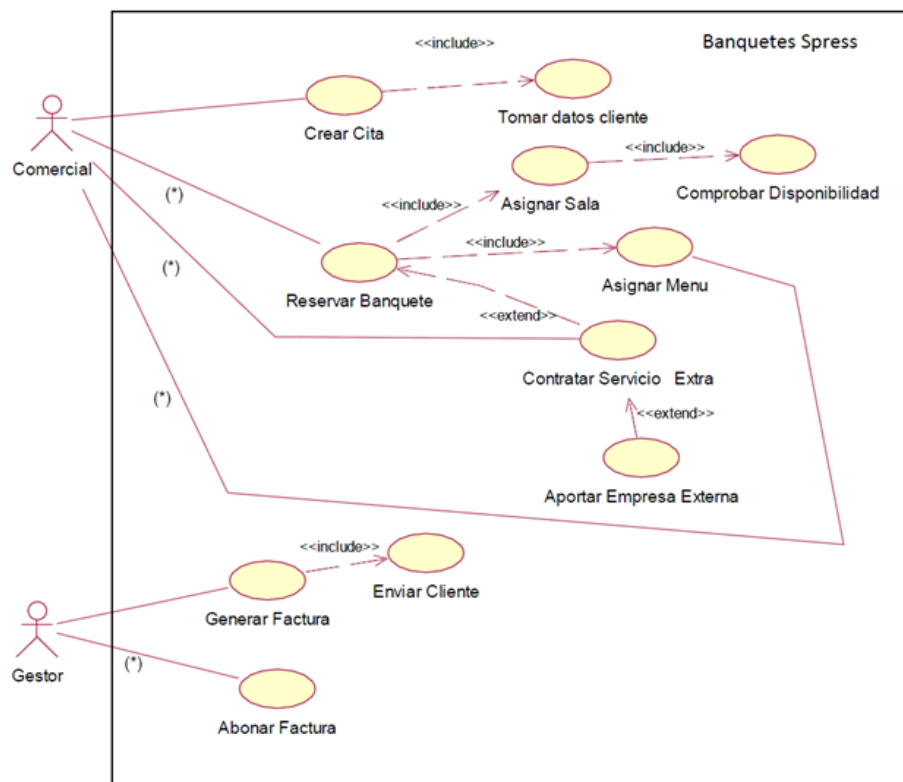 Banquetes Spress
<<include>>
Crear Cita
Tomar datos cliente
Comercial
<<include>>
Asignar Sala
Comprobar Disponibilidad
(*)
<<include>>
<<include>>
Reservar Banquete
Asignar Menu
(*)
<<extend>>
Contratar Servicio Extra
(*)
<<extend>>
Aportar Empresa Externa
<<include>>
Generar Factura
Enviar Cliente
Gestor
(*)
Abonar Factura